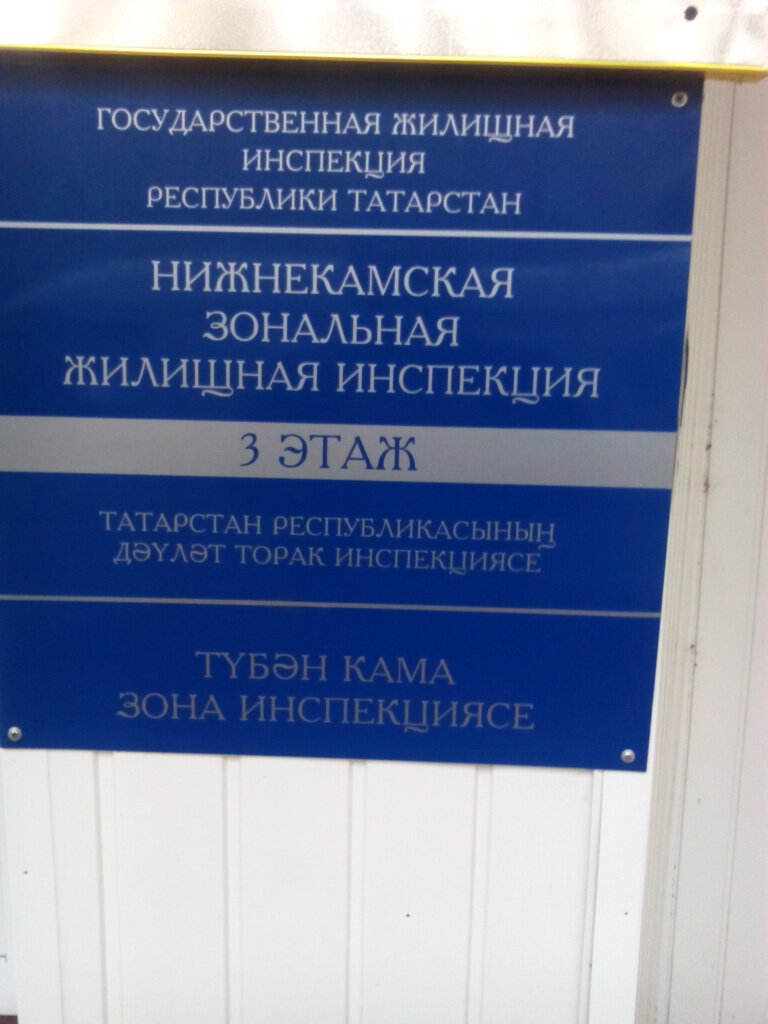 ГОСУДАРСТВЕННАЯ ЖИЛИЩНАЯ
ИНСПЕКЦИЯ
РЕСПУБЛИКИ ТАТАРСТАН
НИЖНЕКАМСКАЯ
ЗОНАЛЬНАЯ
ЖИЛИЩНАЯ ИНСПЕКЦИЯ
3 ЭТАЖ
ТАТАРСТАН РЕСПУБЛИКАСЫНЫҢ
ДӘҮЛӘТ ТОРАК ИНСПЕКЦИЯСЕ
ТҮБӘН КАМА
ЗОНА ИНСПЕКЦИЯСЕ